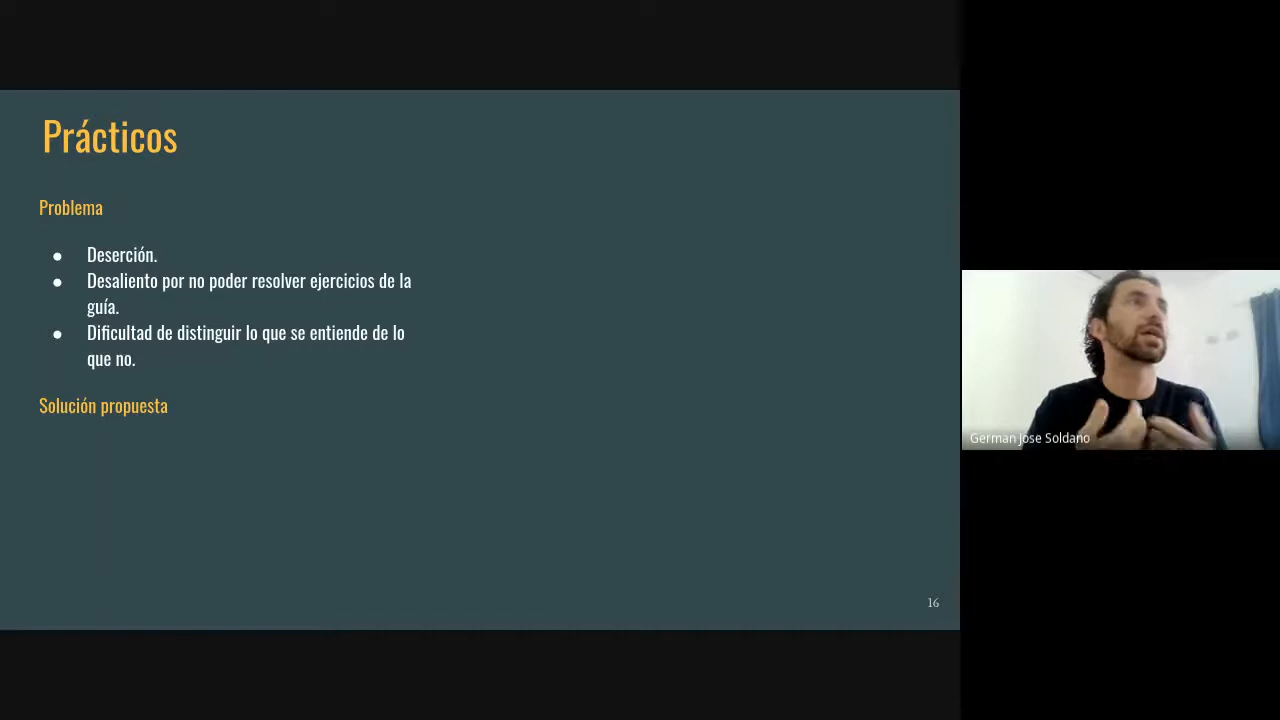 Prácticos
Problema
● Deserción.
● Desaliento por no poder resolver ejercicios de la
guía.
● Dificultad de distinguir lo que se entiende de lo
que no.
Solución propuesta
16
German Jose Soldano